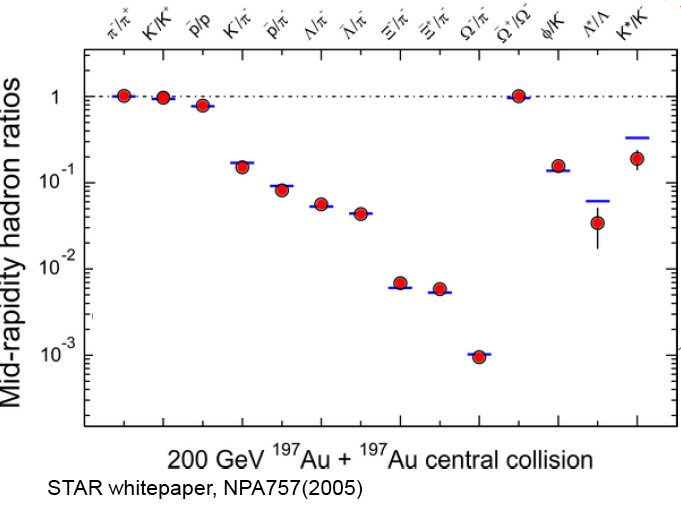 π⁻/π⁺ K⁻/K⁺ p̄/p K⁻/π⁻ p̄/π⁻ Λ/π⁻ Λ̄/π⁻ Ξ⁻/π⁻ Ξ̄⁺/π⁻ Ω⁻/π⁻ Ω̄⁺/Ω⁻ ϕ/K⁻ Λ*/Λ K*/K⁻
Mid-rapidity hadron ratios
1
10⁻¹
10⁻²
10⁻³
200 GeV ¹⁹⁷Au + ¹⁹⁷Au central collision
STAR whitepaper, NPA757(2005)